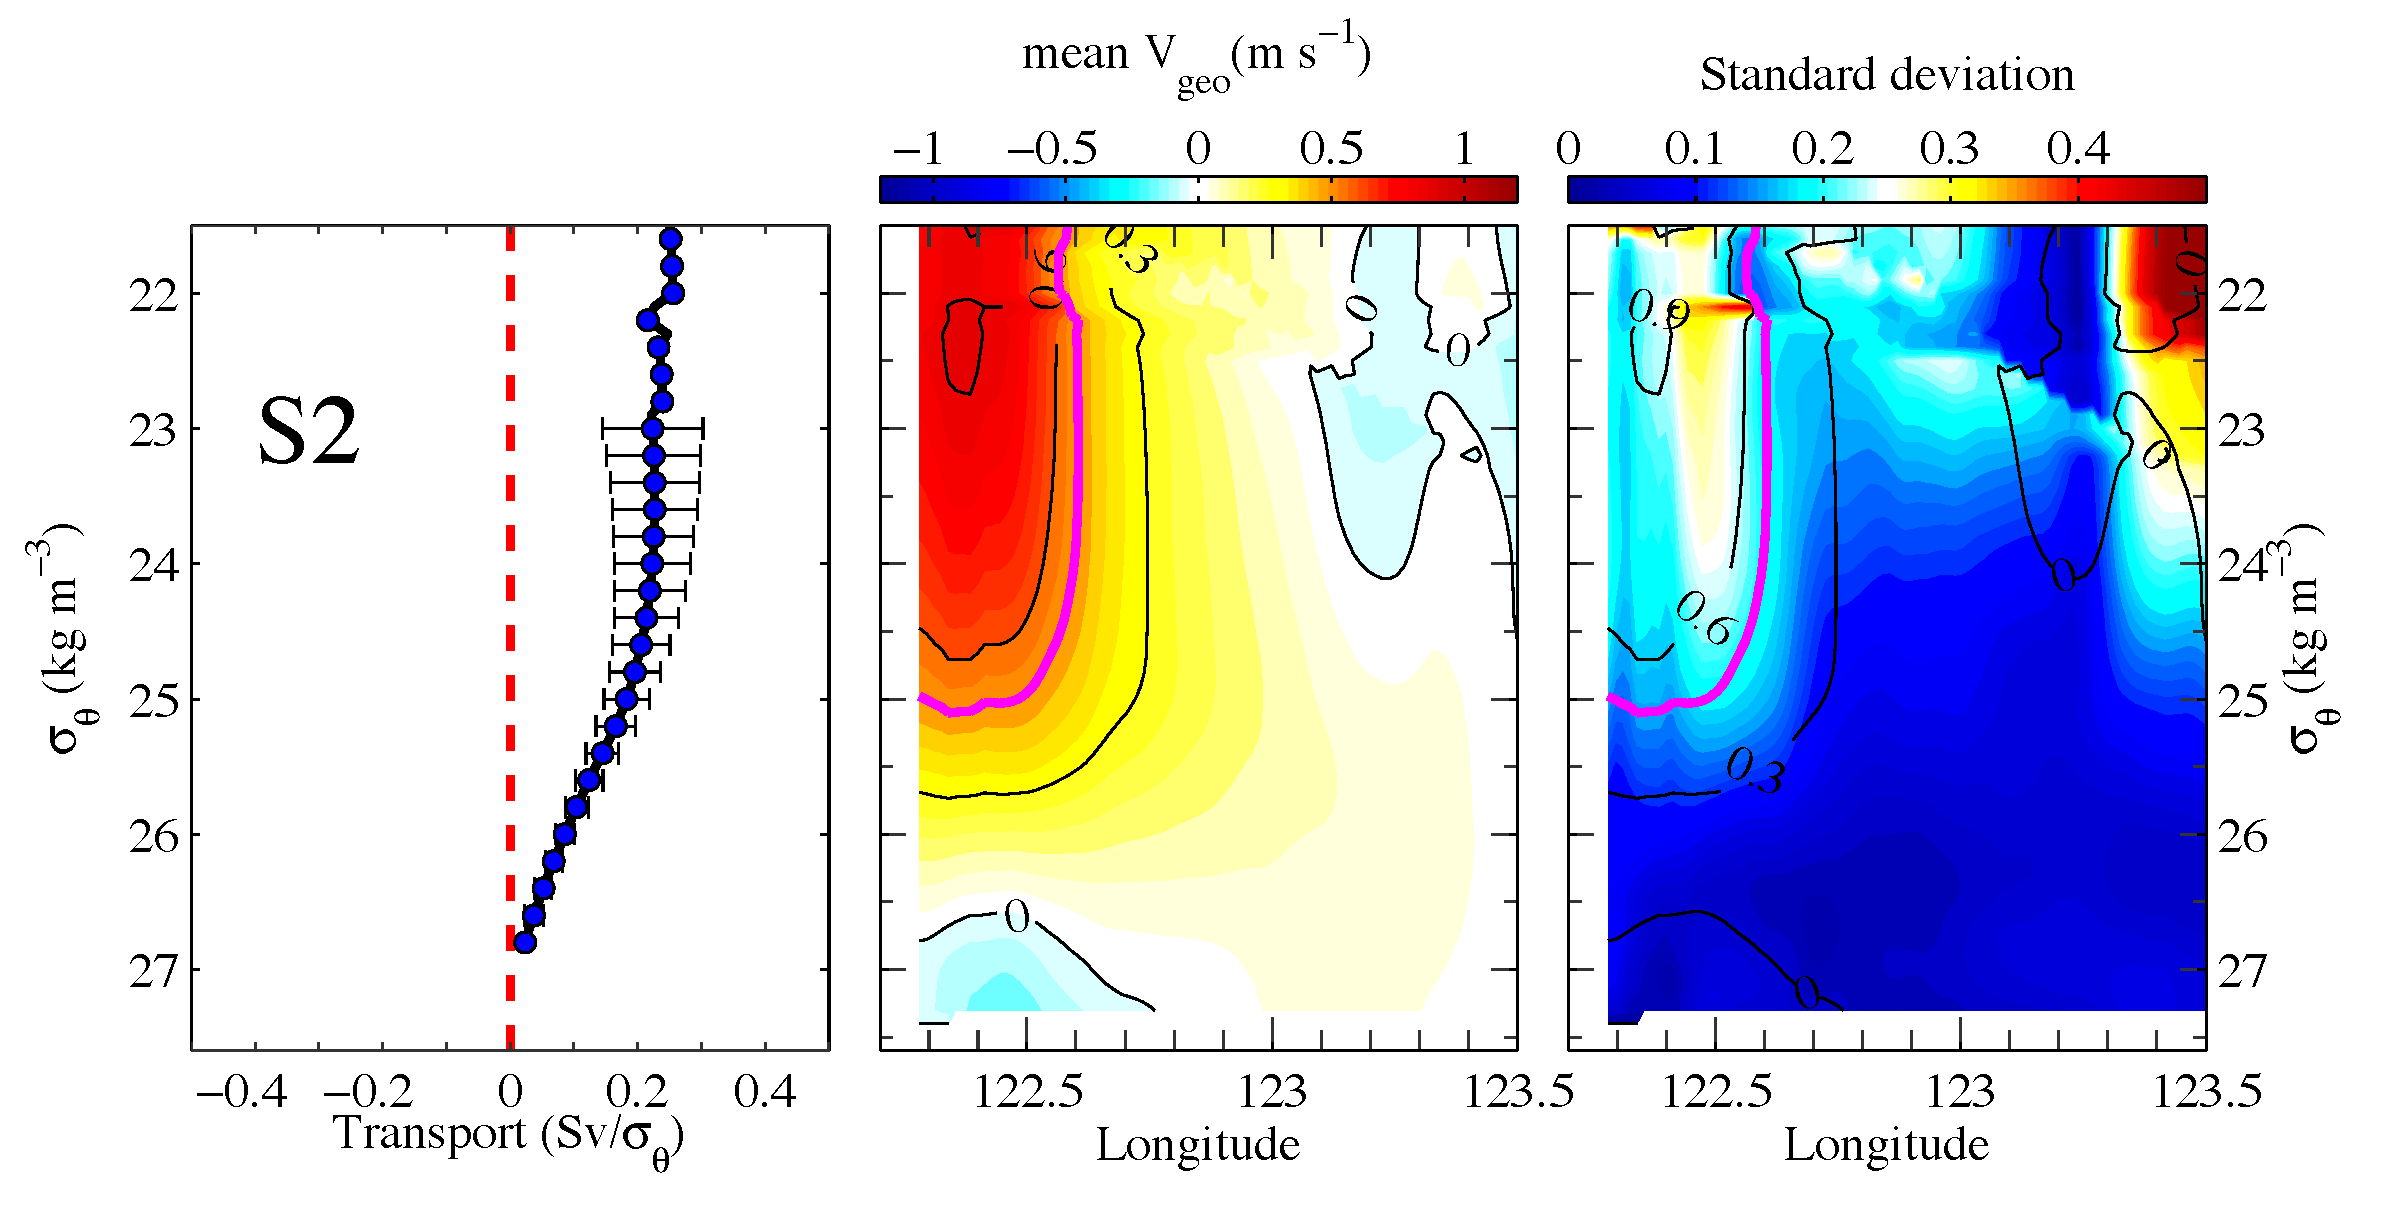 mean V_geo (m s⁻¹)
Standard deviation
−1 −0.5 0 0.5 1
0 0.1 0.2 0.3 0.4
S2
22
23
24
25
26
27
σ_θ (kg m⁻³)
−0.4 −0.2 0 0.2 0.4
Transport (Sv/σ_θ)
0.6
0.3
0
0
0
0
122.5 123 123.5
Longitude
0
0.9
0
0.6
0
0.3
0
122.5 123 123.5
Longitude
22
23
24
25
26
27
σ_θ (kg m⁻³)